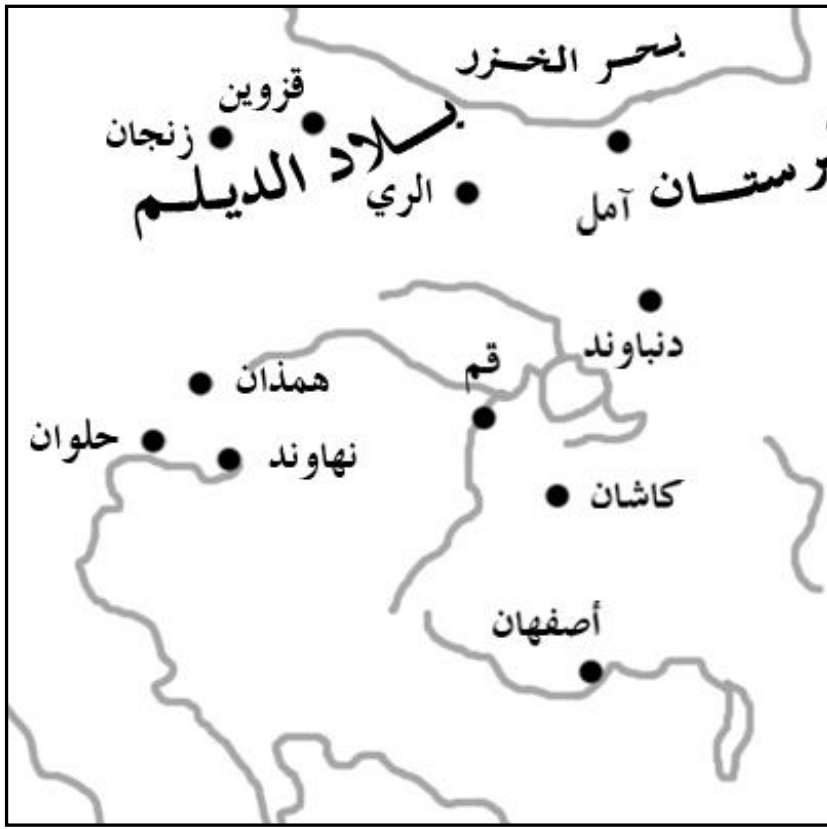 بحر الخزر
قزوين
زنجان
بلاد الديلم
الري
آمل
رستان
دنباوند
قم
همذان
حلوان
نهاوند
كاشان
أصفهان